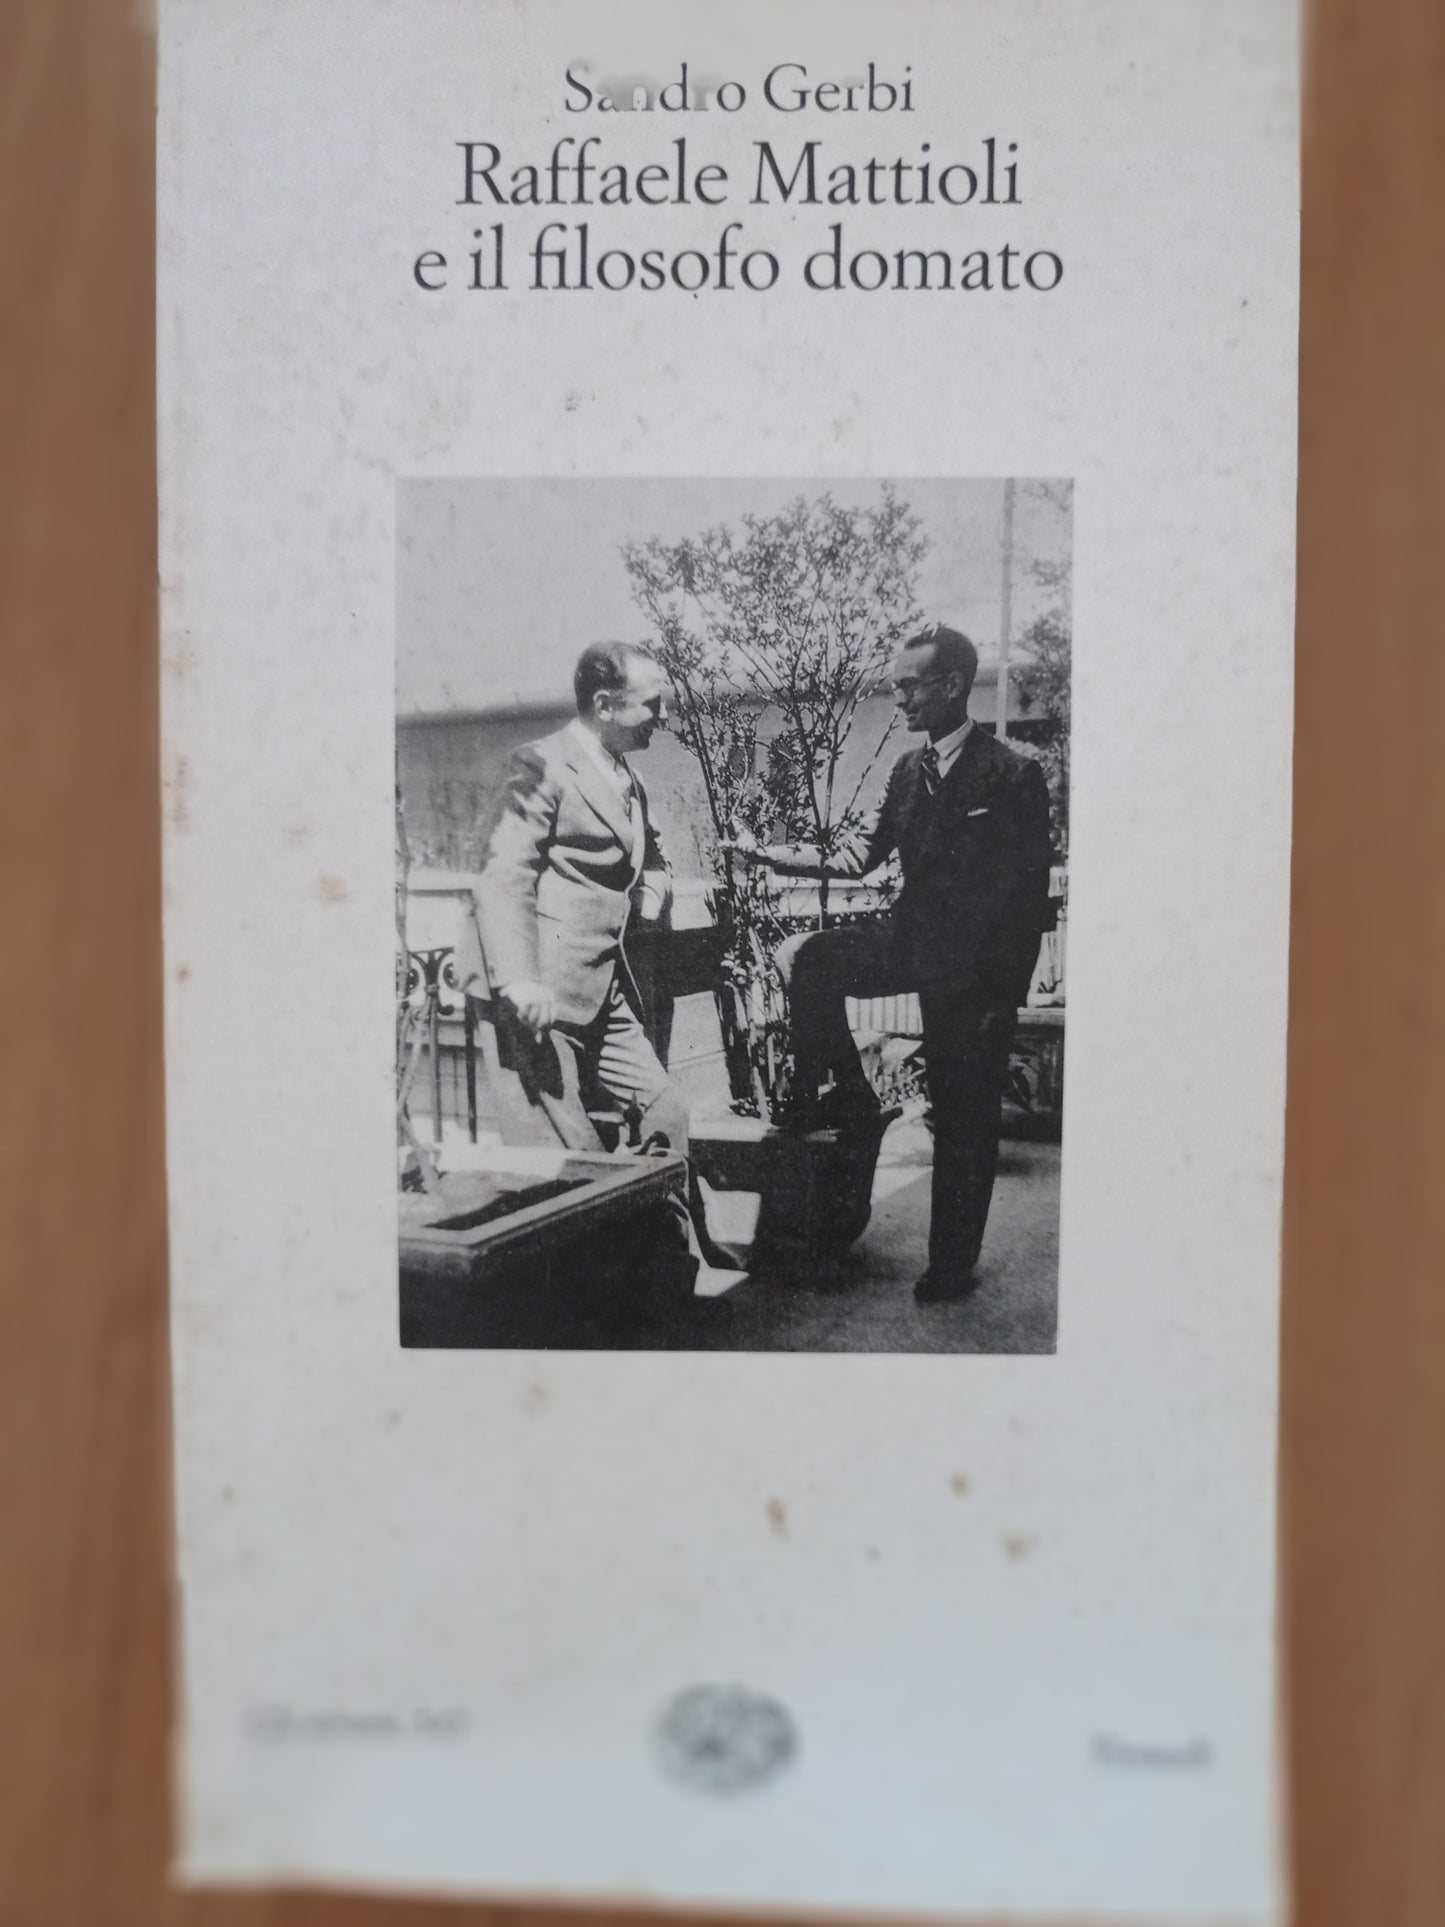 Sandro Gerbi
Raffaele Mattioli
e il filosofo domato
Einaudi